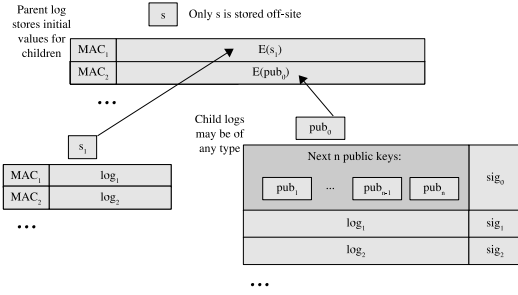 Parent log
stores initial
values for
children
s
Only s is stored off-site
MAC1 E(s1)
MAC2 E(pub0)
...
Child logs
may be of
any type
pub0
s1
MAC1 log1
MAC2 log2
...
Next n public keys:
pub1 ... pubn-1 pubn
sig0
log1 sig1
log2 sig2
...